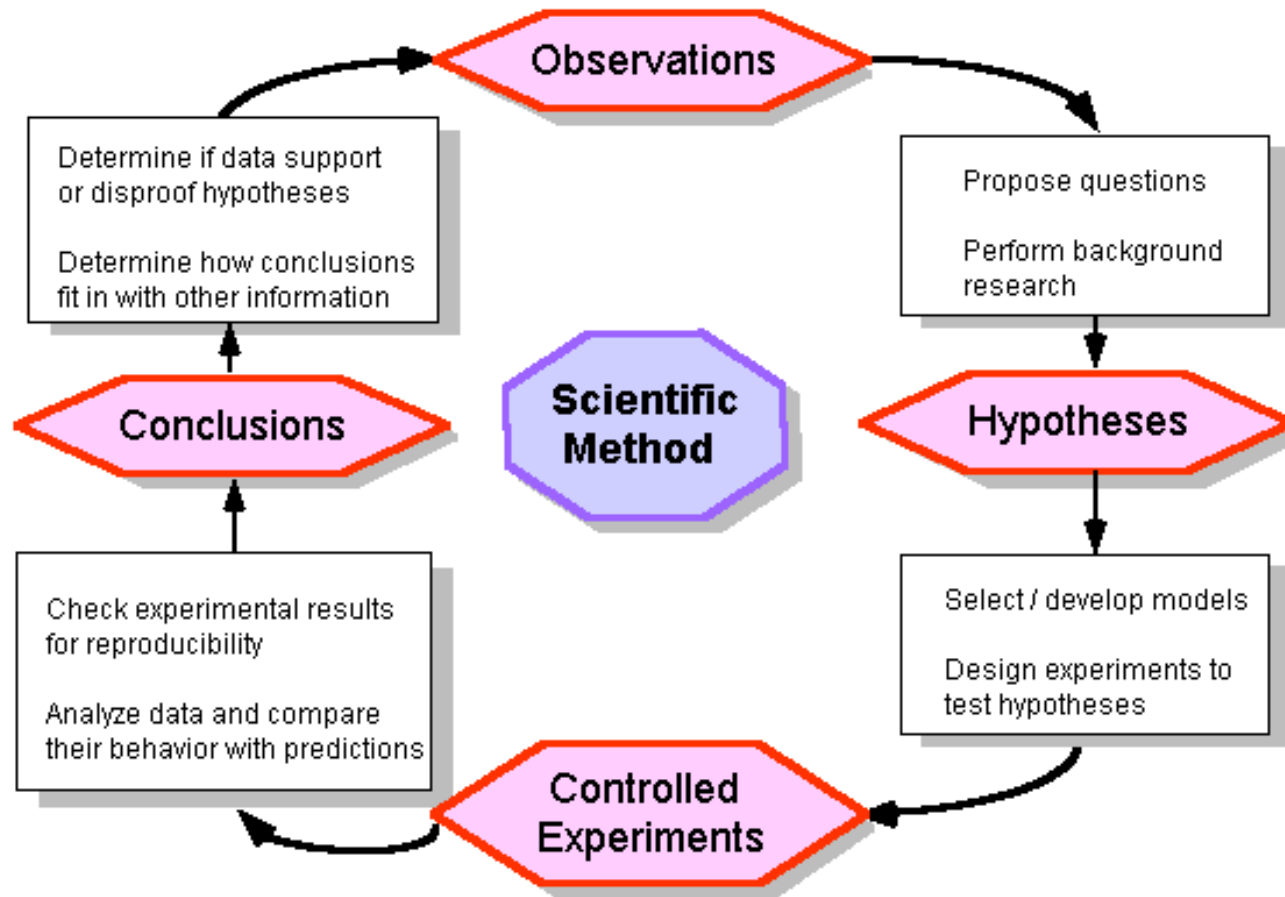 Observations
Propose questions
Perform background
research
Hypotheses
Select / develop models
Design experiments to
test hypotheses
Controlled
Experiments
Check experimental results
for reproducibility
Analyze data and compare
their behavior with predictions
Conclusions
Determine if data support
or disproof hypotheses
Determine how conclusions
fit in with other information
Scientific
Method